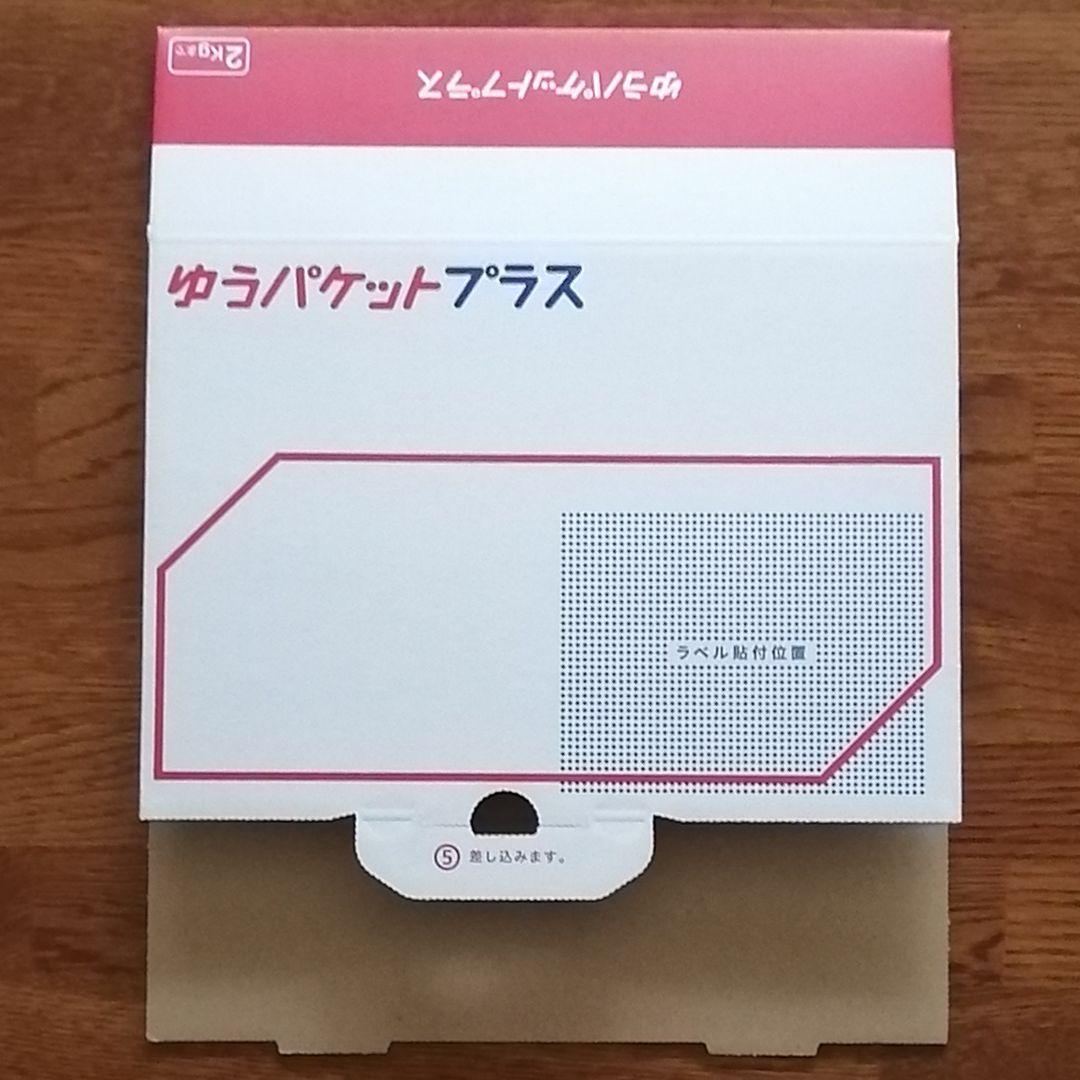 2kgまで
ゆうパケットプラス
ゆうパケットプラス
ラベル貼付位置
⑤ 差し込みます。